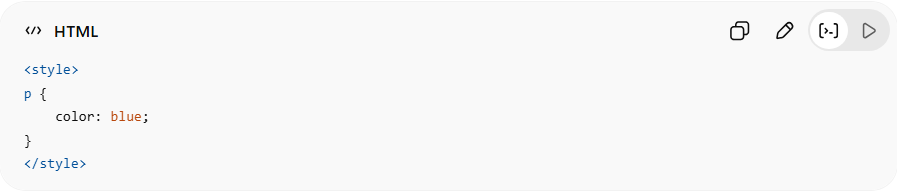 HTML
<style>
p {
    color: blue;
}
</style>